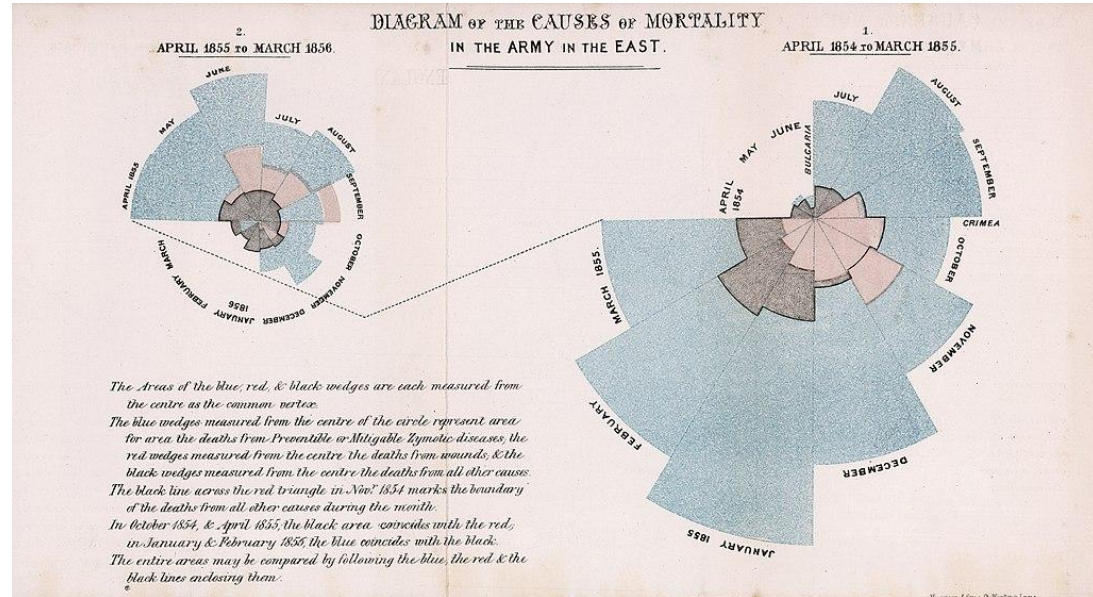 DIAGRAM OF THE CAUSES OF MORTALITY
IN THE ARMY IN THE EAST.
2.
APRIL 1855 TO MARCH 1856.
1.
APRIL 1854 TO MARCH 1855.
APRIL 1855
MAY
JUNE
JULY
AUGUST
SEPTEMBER
OCTOBER
NOVEMBER
DECEMBER
JANUARY 1856
FEBRUARY
MARCH
APRIL 1854
MAY
JUNE
JULY
AUGUST
SEPTEMBER
OCTOBER
NOVEMBER
DECEMBER
JANUARY 1855
FEBRUARY
MARCH 1855.
BULGARIA
CRIMEA
The Areas of the blue, red, & black wedges are each measured from
the centre as the common vertex.
The blue wedges measured from the centre of the circle represent area
for area the deaths from Preventible or Mitigable Zymotic diseases, the
red wedges measured from the centre the deaths from wounds, & the
black wedges measured from the centre the deaths from all other causes.
The black line across the red triangle in Nov.r 1854 marks the boundary
of the deaths from all other causes during the month.
In October 1854, & April 1855, the black area coincides with the red,
in January & February 1856, the blue coincides with the black.
The entire areas may be compared by following the blue, the red & the
black lines enclosing them.